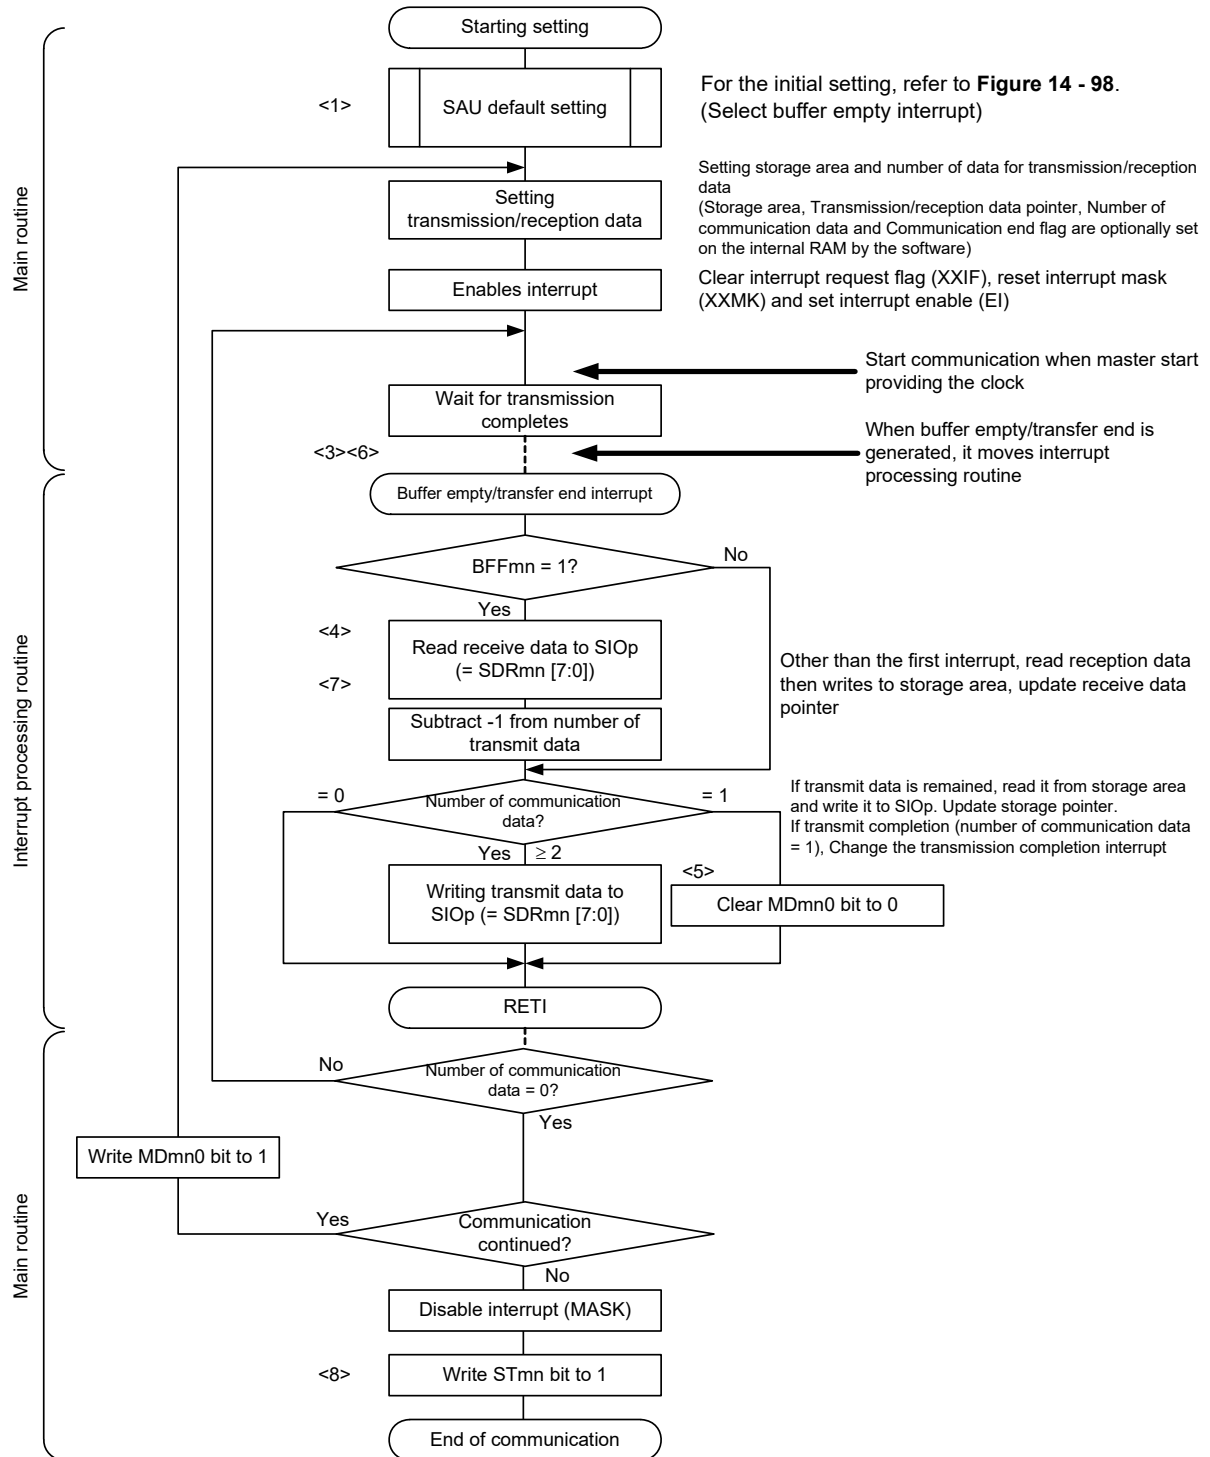 Starting setting
<1>
SAU default setting
For the initial setting, refer to Figure 14 - 98.
(Select buffer empty interrupt)
Main routine
Setting
transmission/reception data
Setting storage area and number of data for transmission/reception
data
(Storage area, Transmission/reception data pointer, Number of
communication data and Communication end flag are optionally set
on the internal RAM by the software)
Enables interrupt
Clear interrupt request flag (XXIF), reset interrupt mask
(XXMK) and set interrupt enable (EI)
Start communication when master start
providing the clock
Wait for transmission
completes
<3><6>
When buffer empty/transfer end is
generated, it moves interrupt
processing routine
Buffer empty/transfer end interrupt
BFFmn = 1?
No
Yes
<4>
Read receive data to SIOp
(= SDRmn [7:0])
<7>
Other than the first interrupt, read reception data
then writes to storage area, update receive data
pointer
Interrupt processing routine
Subtract -1 from number of
transmit data
= 0
Number of communication
data?
= 1
If transmit data is remained, read it from storage area
and write it to SIOp. Update storage pointer.
If transmit completion (number of communication data
= 1), Change the transmission completion interrupt
Yes ≥ 2
<5>
Writing transmit data to
SIOp (= SDRmn [7:0])
Clear MDmn0 bit to 0
RETI
No
Number of communication
data = 0?
Yes
Write MDmn0 bit to 1
Main routine
Yes
Communication
continued?
No
Disable interrupt (MASK)
<8>
Write STmn bit to 1
End of communication